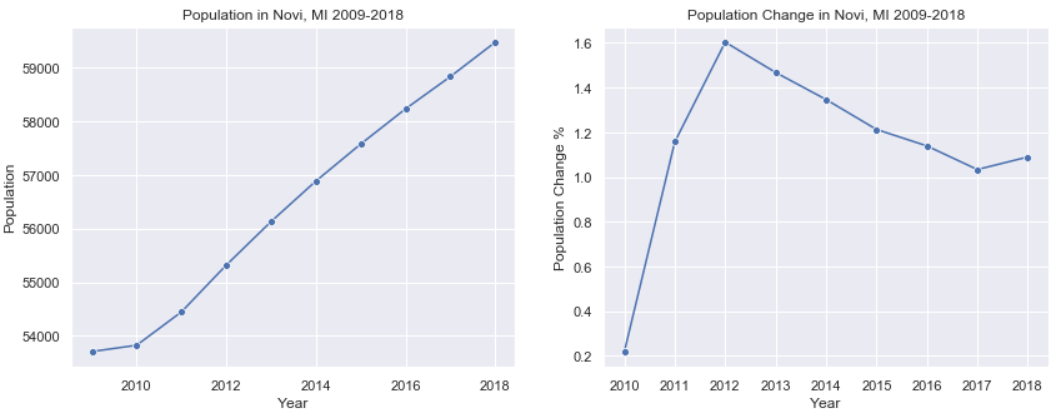 Population in Novi, MI 2009-2018
59000
58000
57000
56000
55000
54000
Population
2010 2012 2014 2016 2018
Year
Population Change in Novi, MI 2009-2018
1.6
1.4
1.2
1.0
0.8
0.6
0.4
0.2
Population Change %
2010 2011 2012 2013 2014 2015 2016 2017 2018
Year